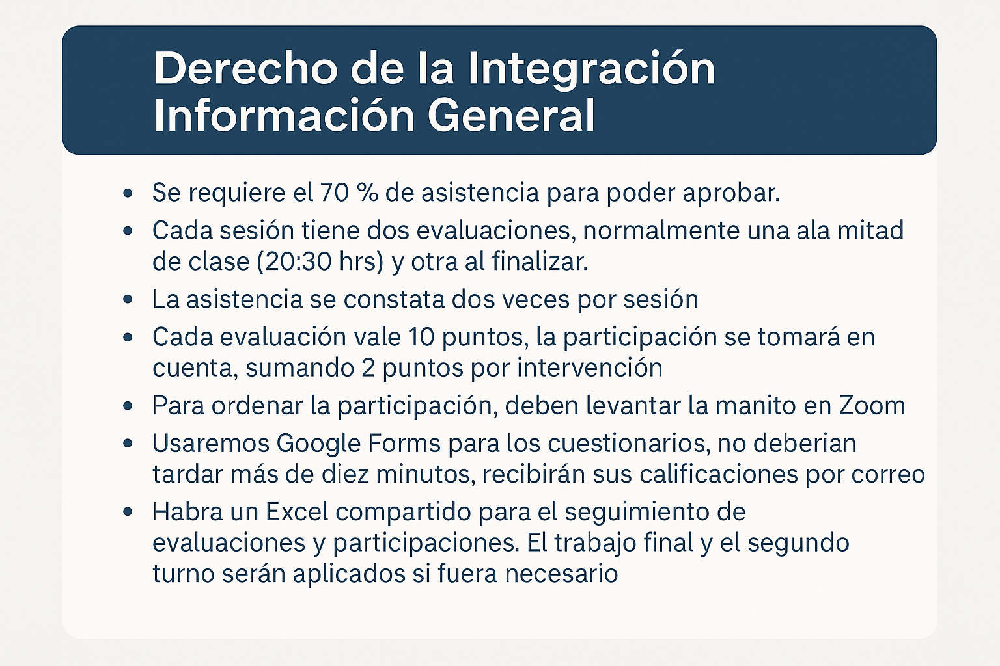 Derecho de la Integración
Información General
• Se requiere el 70 % de asistencia para poder aprobar.
• Cada sesión tiene dos evaluaciones, normalmente una ala mitad
de clase (20:30 hrs) y otra al finalizar.
• La asistencia se constata dos veces por sesión
• Cada evaluación vale 10 puntos, la participación se tomará en
cuenta, sumando 2 puntos por intervención
• Para ordenar la participación, deben levantar la manito en Zoom
• Usaremos Google Forms para los cuestionarios, no deberian
tardar más de diez minutos, recibirán sus calificaciones por correo
• Habra un Excel compartido para el seguimiento de
evaluaciones y participaciones. El trabajo final y el segundo
turno serán aplicados si fuera necesario